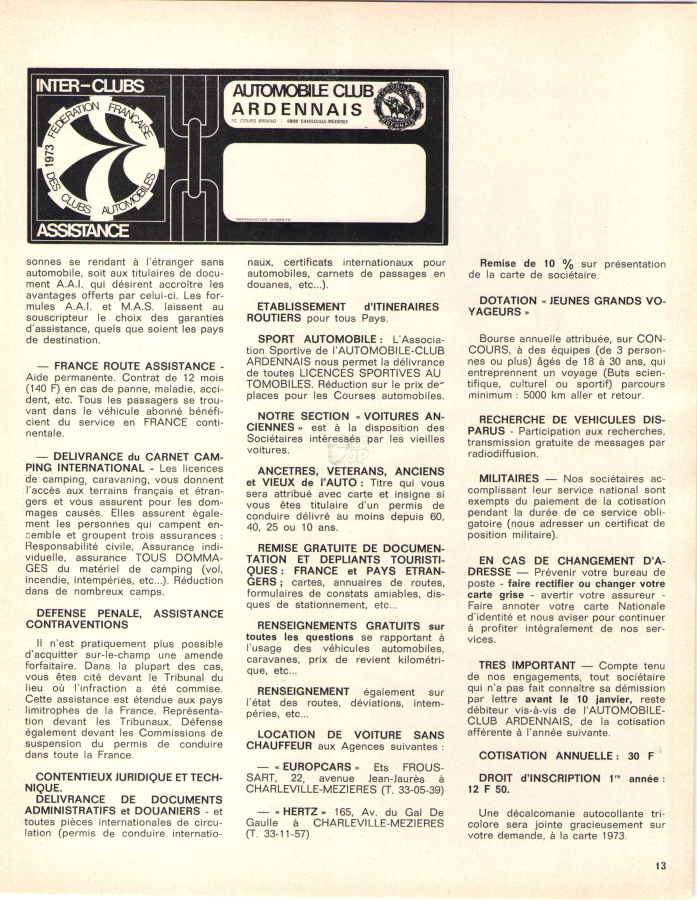 INTER-CLUBS
1973 FEDERATION FRANÇAISE
DES CLUBS AUTOMOBILES
ASSISTANCE
AUTOMOBILE CLUB
ARDENNAIS
10, COURS BRIAND - 0800 CHARLEVILLE-MÉZIÈRES
REPRODUCTION INTERDITE
sonnes se rendant à l'étranger sans
automobile, soit aux titulaires de docu-
ment A.A.I. qui désirent accroître les
avantages offerts par celui-ci. Les for-
mules A.A.I. et M.A.S. laissent au
souscripteur le choix des garanties
d'assistance, quels que soient les pays
de destination.
— FRANCE ROUTE ASSISTANCE -
Aide permanente. Contrat de 12 mois
(140 F) en cas de panne, maladie, acci-
dent, etc. Tous les passagers se trou-
vant dans le véhicule abonné bénéfi-
cient du service en FRANCE conti-
nentale.
— DELIVRANCE du CARNET CAM-
PING INTERNATIONAL - Les licences
de camping, caravaning, vous donnent
l'accès aux terrains français et étran-
gers et vous assurent pour les dom-
mages causés. Elles assurent égale-
ment les personnes qui campent en-
semble et groupent trois assurances :
Responsabilité civile, Assurance indi-
viduelle, assurance TOUS DOMMA-
GES du matériel de camping (vol,
incendie, intempéries, etc...). Réduction
dans de nombreux camps.
DEFENSE PENALE, ASSISTANCE
CONTRAVENTIONS
Il n'est pratiquement plus possible
d'acquitter sur-le-champ une amende
forfaitaire. Dans la plupart des cas,
vous êtes cité devant le Tribunal du
lieu où l'infraction a été commise.
Cette assistance est étendue aux pays
limitrophes de la France. Représenta-
tion devant les Tribunaux, Défense
également devant les Commissions de
suspension du permis de conduire
dans toute la France.
CONTENTIEUX JURIDIQUE ET TECH-
NIQUE.
DELIVRANCE DE DOCUMENTS
ADMINISTRATIFS et DOUANIERS - et
toutes pièces internationales de circu-
lation (permis de conduire internatio-
naux, certificats internationaux pour
automobiles, carnets de passages en
douanes, etc...).
ETABLISSEMENT d'ITINERAIRES
ROUTIERS pour tous Pays.
SPORT AUTOMOBILE : L'Associa-
tion Sportive de l'AUTOMOBILE-CLUB
ARDENNAIS nous permet la délivrance
de toutes LICENCES SPORTIVES AU
TOMOBILES. Réduction sur le prix de
places pour les Courses automobiles.
NOTRE SECTION « VOITURES AN-
CIENNES » est à la disposition des
Sociétaires intéressés par les vieilles
voitures.
ANCETRES, VETERANS, ANCIENS
et VIEUX de l'AUTO : Titre qui vous
sera attribué avec carte et insigne si
vous êtes titulaire d'un permis de
conduire délivré au moins depuis 60,
40, 25 ou 10 ans.
REMISE GRATUITE DE DOCUMEN-
TATION ET DEPLIANTS TOURISTI-
QUES : FRANCE et PAYS ETRAN-
GERS ; cartes, annuaires de routes,
formulaires de constats amiables, dis-
ques de stationnement, etc...
RENSEIGNEMENTS GRATUITS sur
toutes les questions se rapportant à
l'usage des véhicules automobiles,
caravanes, prix de revient kilométri-
que, etc...
RENSEIGNEMENT également sur
l'état des routes, déviations, intem-
péries, etc...
LOCATION DE VOITURE SANS
CHAUFFEUR aux Agences suivantes :
— « EUROPCARS » Ets FROUS-
SART, 22, avenue Jean-Jaurès à
CHARLEVILLE-MEZIERES (T. 33-05-39)
— « HERTZ » 165, Av. du Gal De
Gaulle à CHARLEVILLE-MEZIERES
(T. 33-11-57)
Remise de 10 % sur présentation
de la carte de sociétaire.
DOTATION « JEUNES GRANDS VO-
YAGEURS »
Bourse annuelle attribuée, sur CON-
COURS, à des équipes (de 3 person-
nes ou plus) âgés de 18 à 30 ans, qui
entreprennent un voyage (Buts scien-
tifique, culturel ou sportif) parcours
minimum : 5000 km aller et retour.
RECHERCHE DE VEHICULES DIS-
PARUS - Participation aux recherches,
transmission gratuite de messages par
radiodiffusion.
MILITAIRES — Nos sociétaires ac-
complissant leur service national sont
exempts du paiement de la cotisation
pendant la durée de ce service obli-
gatoire (nous adresser un certificat de
position militaire).
EN CAS DE CHANGEMENT D'A-
DRESSE — Prévenir votre bureau de
poste - faire rectifier ou changer votre
carte grise - avertir votre assureur -
Faire annoter votre carte Nationale
d'identité et nous aviser pour continuer
à profiter intégralement de nos ser-
vices.
TRES IMPORTANT — Compte tenu
de nos engagements, tout sociétaire
qui n'a pas fait connaître sa démission
par lettre avant le 10 janvier, reste
débiteur vis-à-vis de l'AUTOMOBILE-
CLUB ARDENNAIS, de la cotisation
afférente à l'année suivante.
COTISATION ANNUELLE : 30 F
DROIT d'INSCRIPTION 1re année :
12 F 50.
Une décalcomanie autocollante tri-
colore sera jointe gracieusement sur
votre demande, à la carte 1973.
13